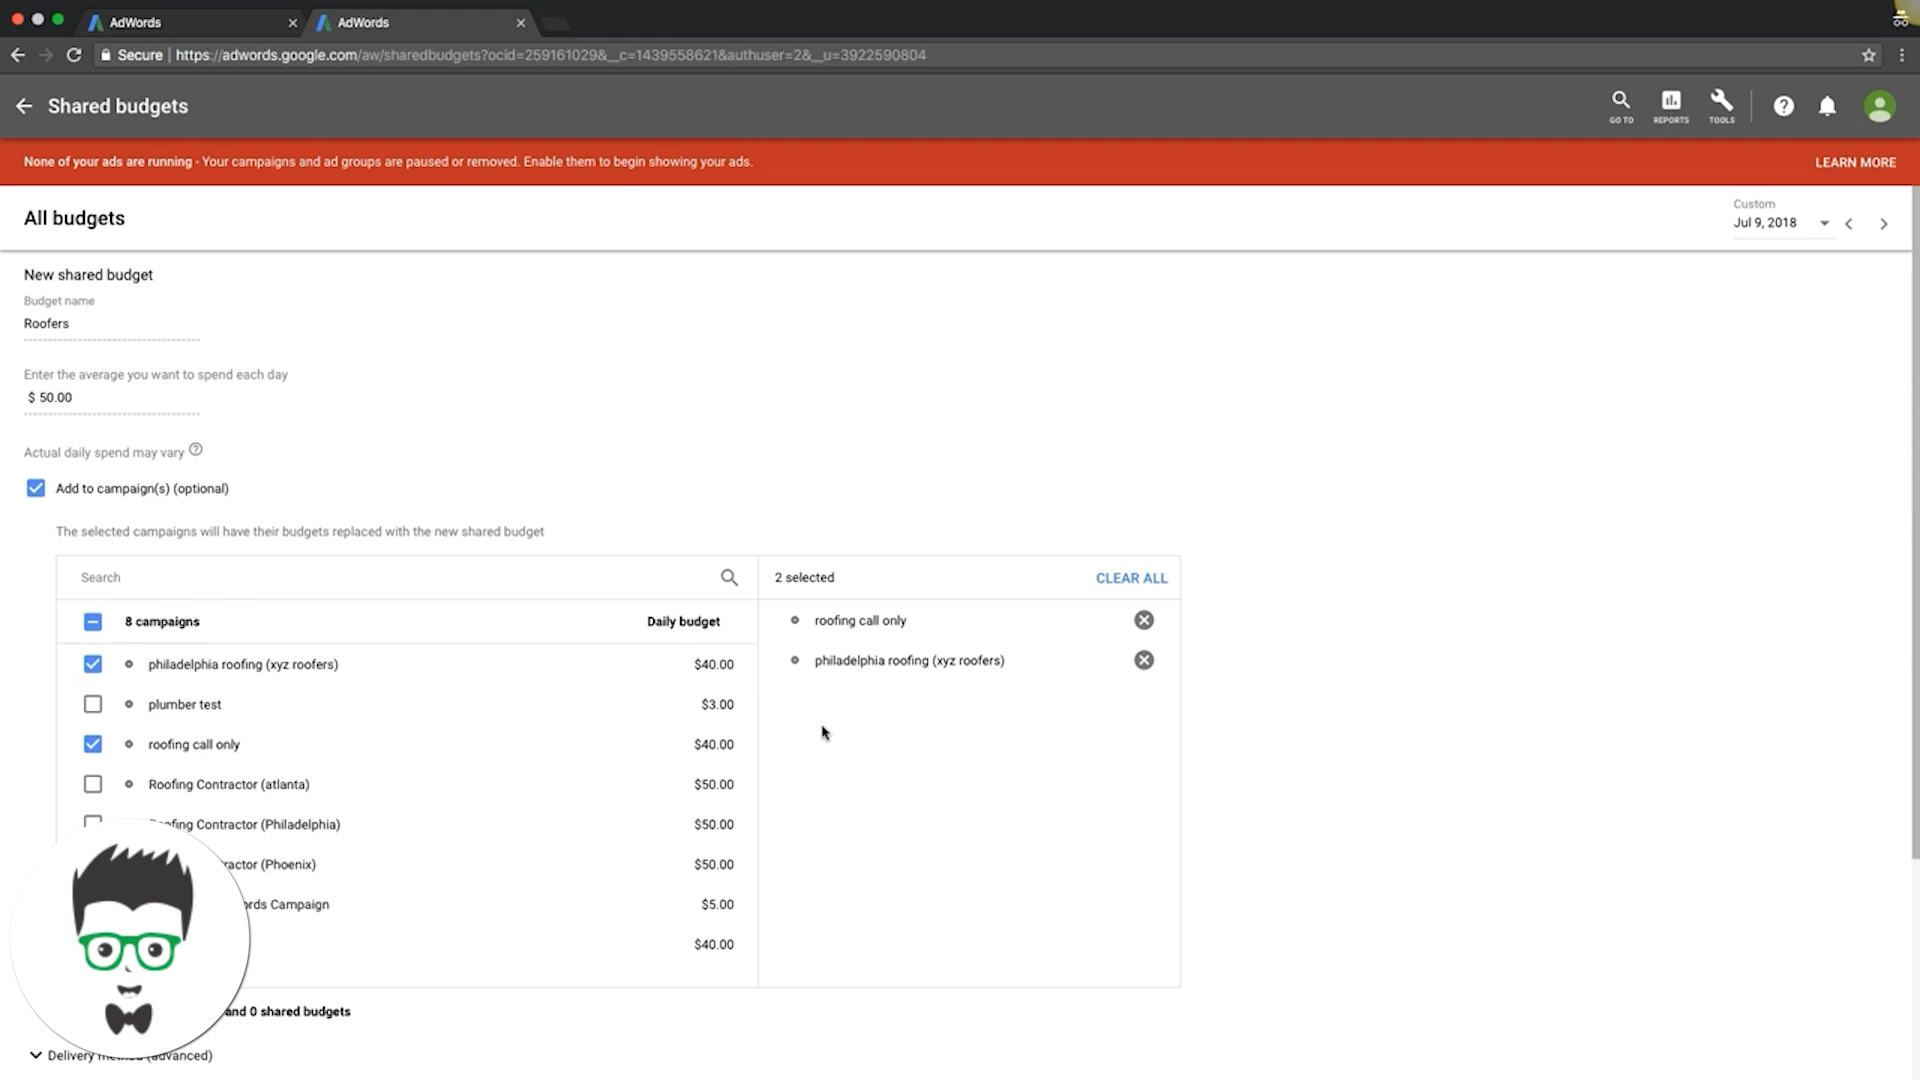 AdWords
AdWords
Secure | https://adwords.google.com/aw/sharedbudgets?ocid=259161029&__c=1439558621&authuser=2&__u=3922590804
Shared budgets
GO TO
REPORTS
TOOLS
None of your ads are running - Your campaigns and ad groups are paused or removed. Enable them to begin showing your ads.
LEARN MORE
All budgets
Custom
Jul 9, 2018
New shared budget
Budget name
Roofers
Enter the average you want to spend each day
$ 50.00
Actual daily spend may vary
Add to campaign(s) (optional)
The selected campaigns will have their budgets replaced with the new shared budget
Search
2 selected
CLEAR ALL
8 campaigns
Daily budget
roofing call only
philadelphia roofing (xyz roofers)
philadelphia roofing (xyz roofers) $40.00
plumber test $3.00
roofing call only $40.00
Roofing Contractor (atlanta) $50.00
Contractor (Philadelphia) $50.00
(Phoenix) $50.00
Campaign $5.00
$40.00
and 0 shared budgets
Delivery